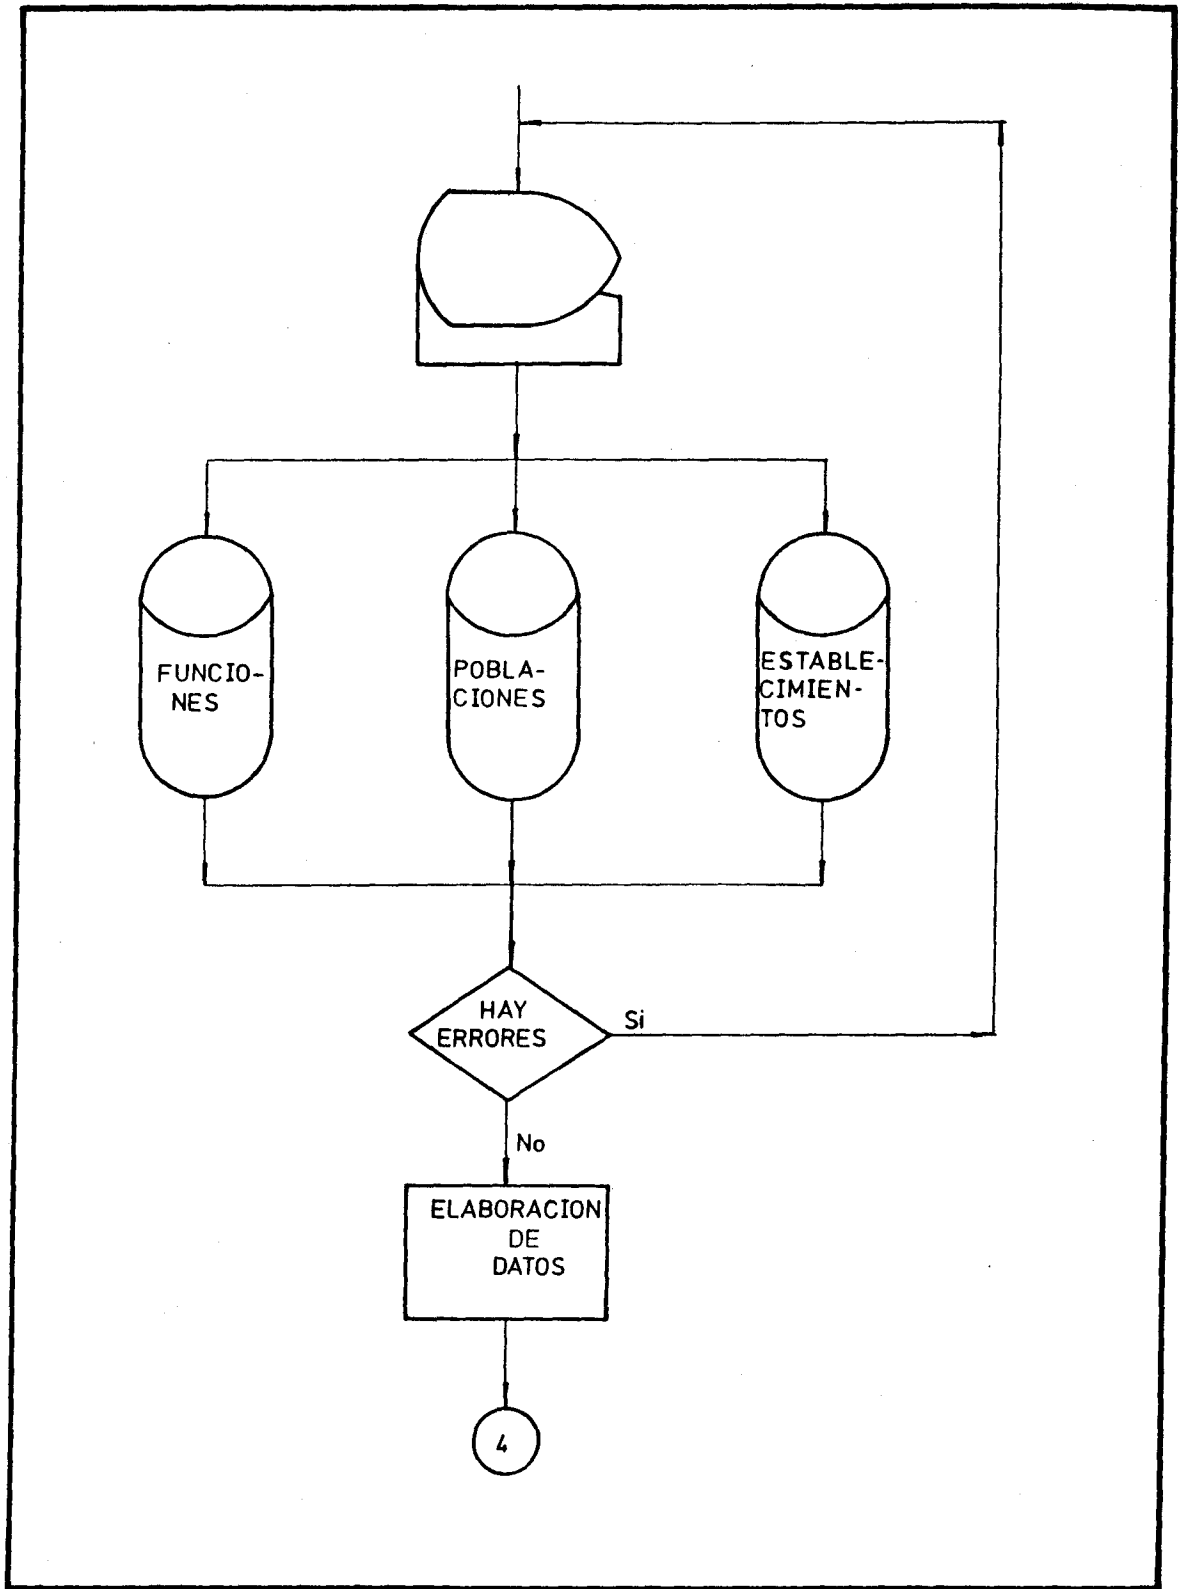 FUNCIO-
NES
POBLA-
CIONES
ESTABLE-
CIMIEN-
TOS
HAY
ERRORES
Si
No
ELABORACION
DE
DATOS
4